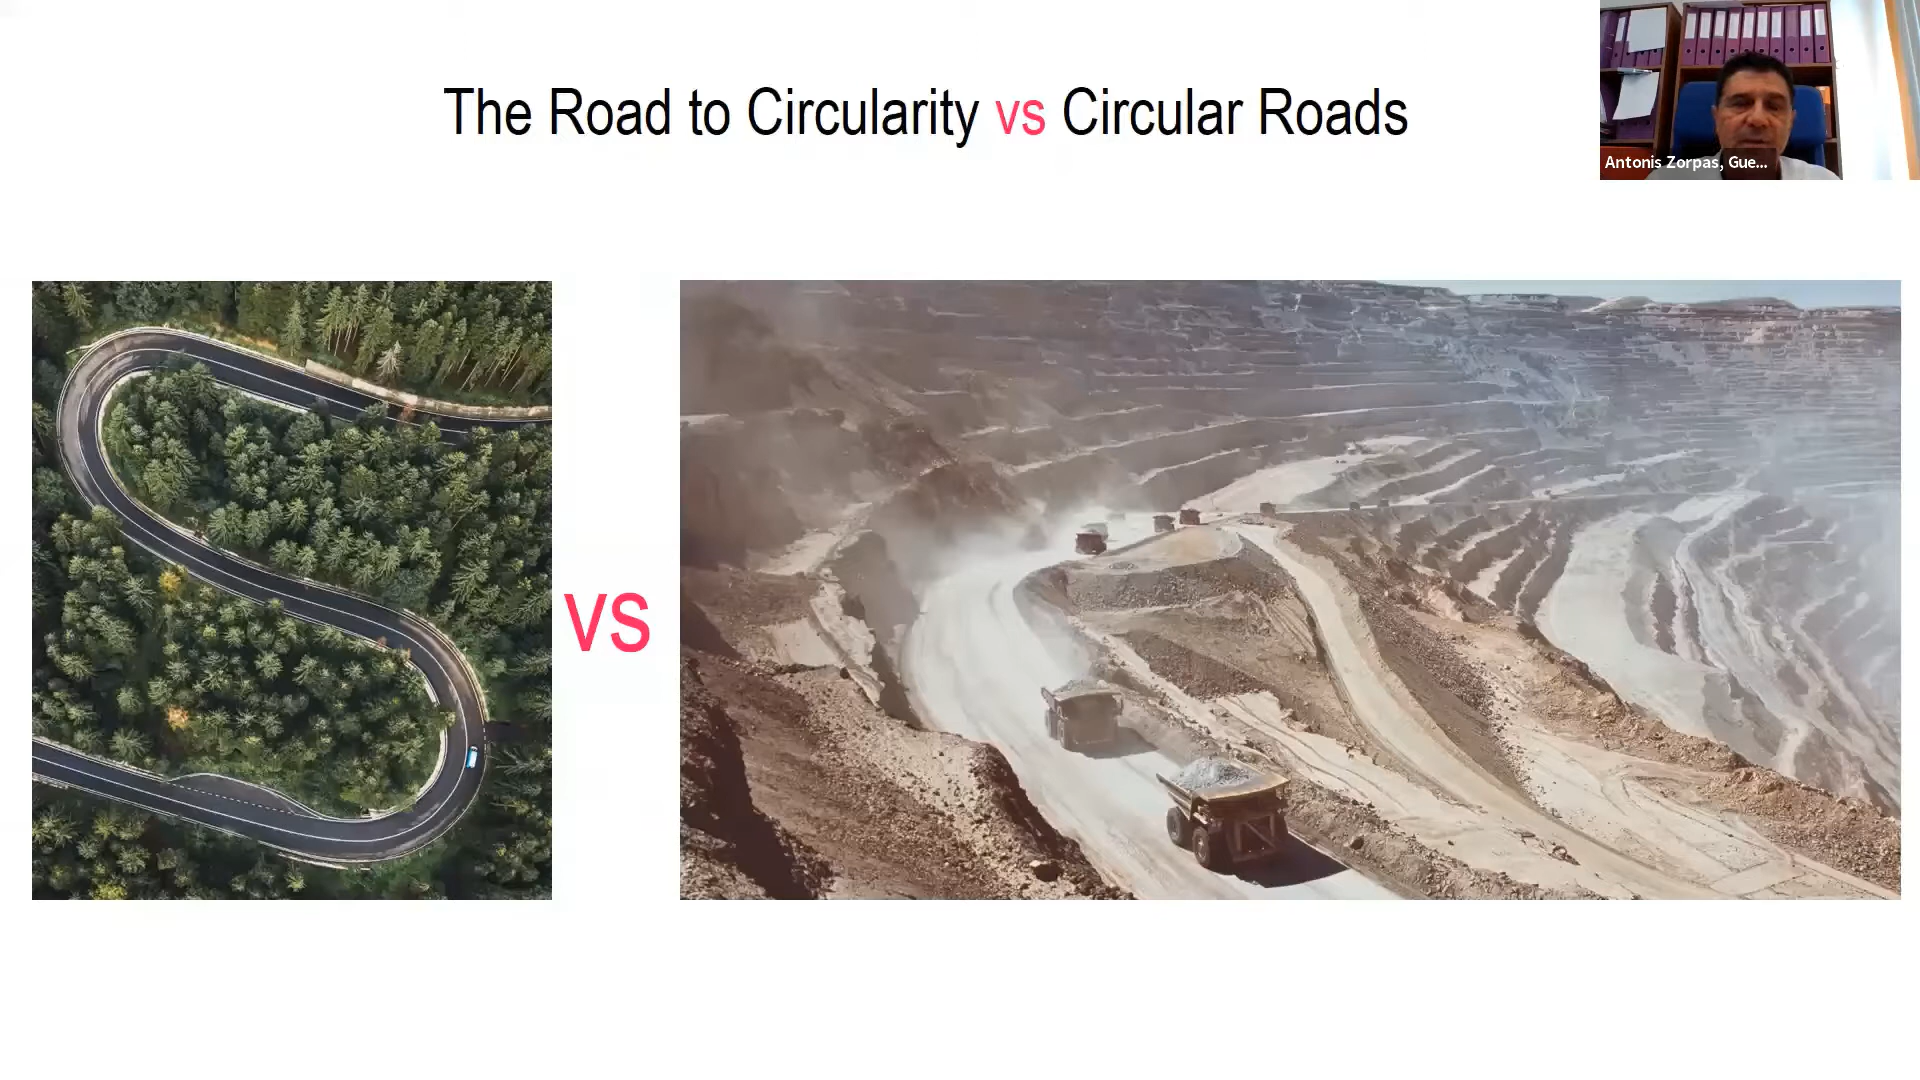 The Road to Circularity vs Circular Roads
Antonis Zorpas, Gue...
vs